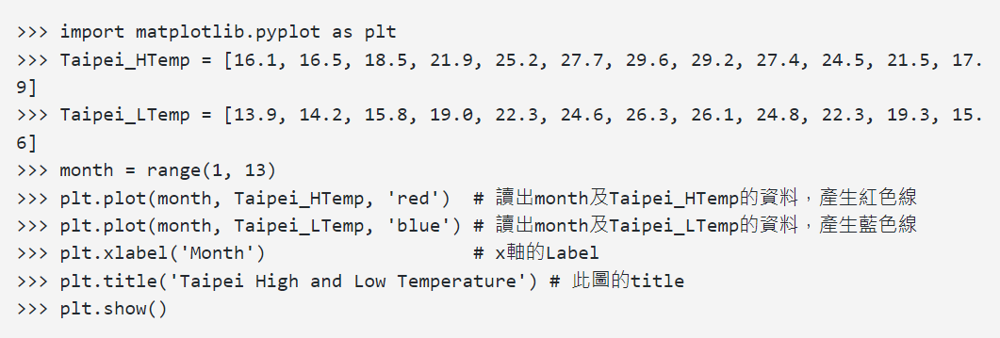 >>> import matplotlib.pyplot as plt
>>> Taipei_HTemp = [16.1, 16.5, 18.5, 21.9, 25.2, 27.7, 29.6, 29.2, 27.4, 24.5, 21.5, 17.
9]
>>> Taipei_LTemp = [13.9, 14.2, 15.8, 19.0, 22.3, 24.6, 26.3, 26.1, 24.8, 22.3, 19.3, 15.
6]
>>> month = range(1, 13)
>>> plt.plot(month, Taipei_HTemp, 'red')  # 讀出month及Taipei_HTemp的資料，產生紅色線
>>> plt.plot(month, Taipei_LTemp, 'blue') # 讀出month及Taipei_LTemp的資料，產生藍色線
>>> plt.xlabel('Month')                   # x軸的Label
>>> plt.title('Taipei High and Low Temperature') # 此圖的title
>>> plt.show()